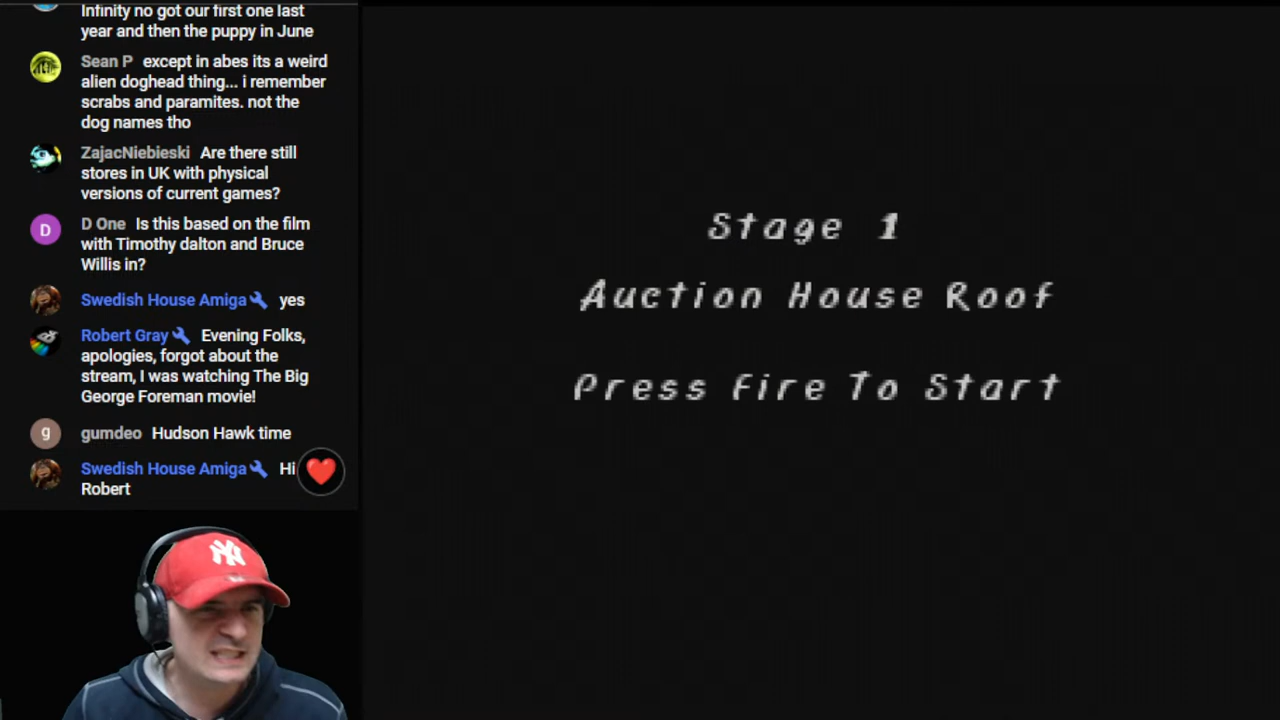 Infinity no got our first one last
year and then the puppy in June
Sean P except in abes its a weird
alien doghead thing... i remember
scrabs and paramites. not the
dog names tho
ZajacNiebieski Are there still
stores in UK with physical
versions of current games?
D
D One Is this based on the film
with Timothy dalton and Bruce
Willis in?
Swedish House Amiga yes
Robert Gray Evening Folks,
apologies, forgot about the
stream, I was watching The Big
George Foreman movie!
g
gumdeo Hudson Hawk time
Swedish House Amiga Hi
Robert
Stage 1
Auction House Roof
Press Fire To Start
NY